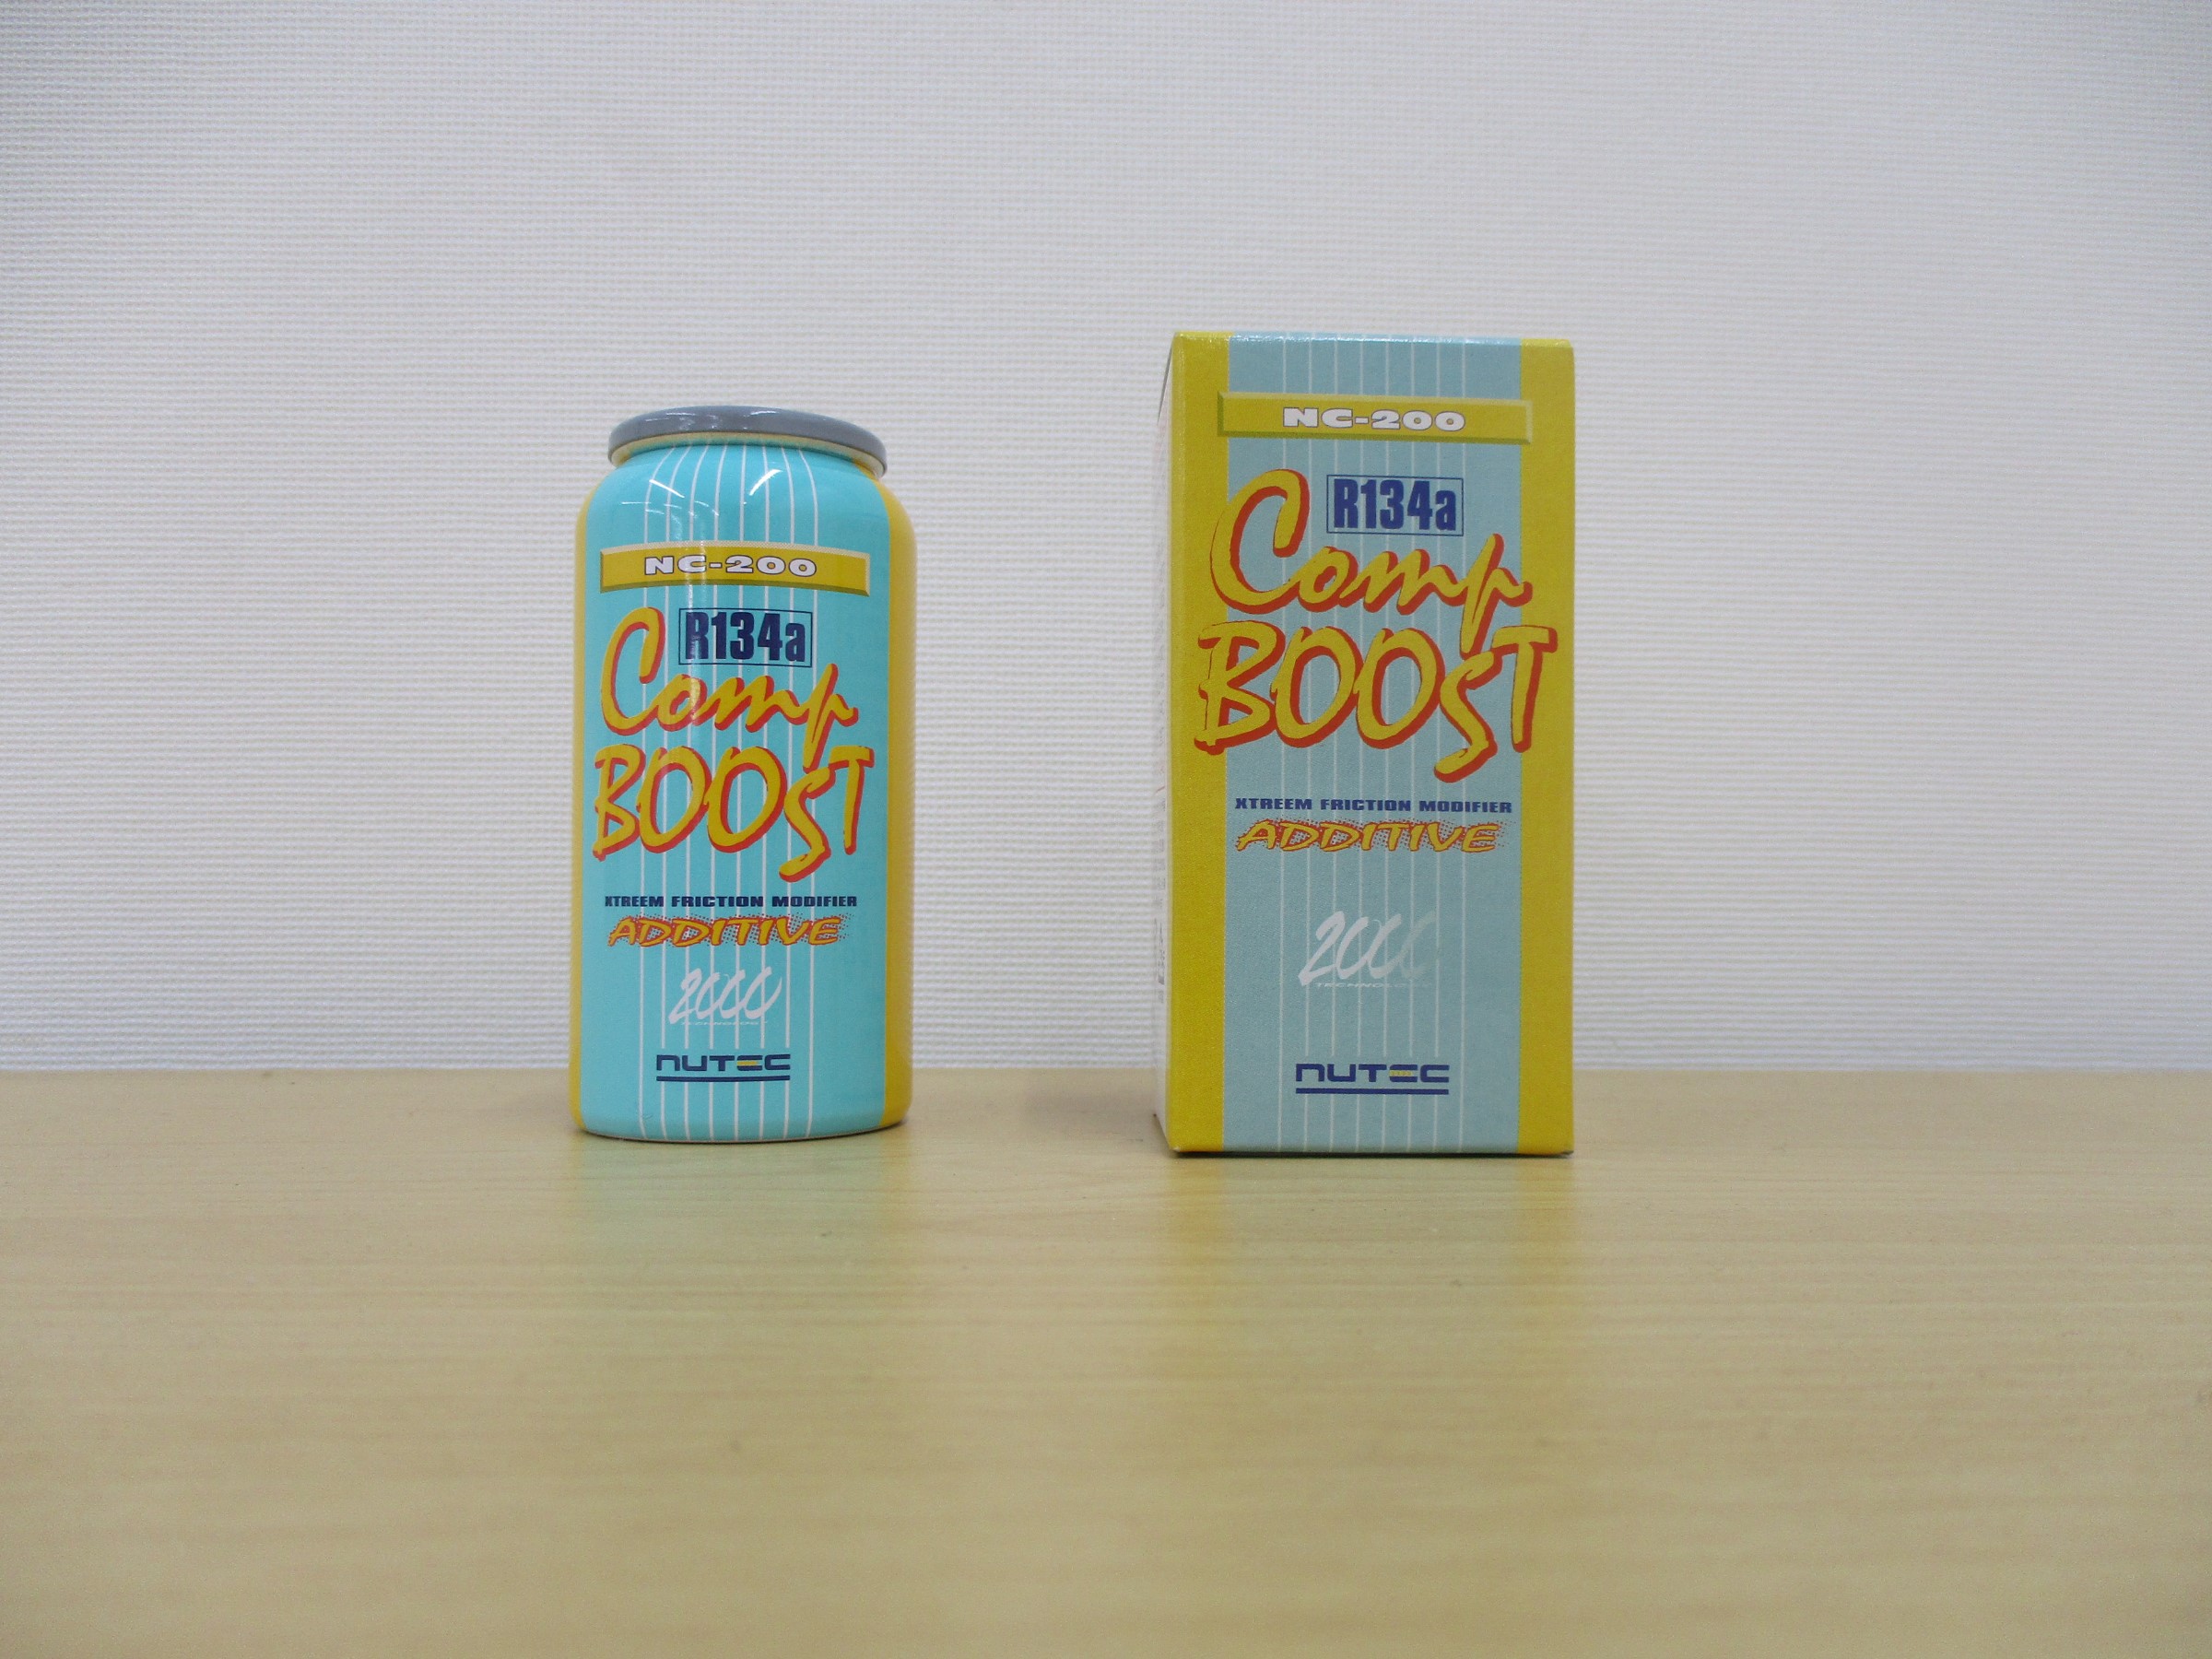 NC-200
R134a
Comp
BOOST
XTREEM FRICTION MODIFIER
ADDITIVE
2000
NUTEC
NC-200
R134a
Comp
BOOST
XTREEM FRICTION MODIFIER
ADDITIVE
2000
TECHNOLOGY
NUTEC